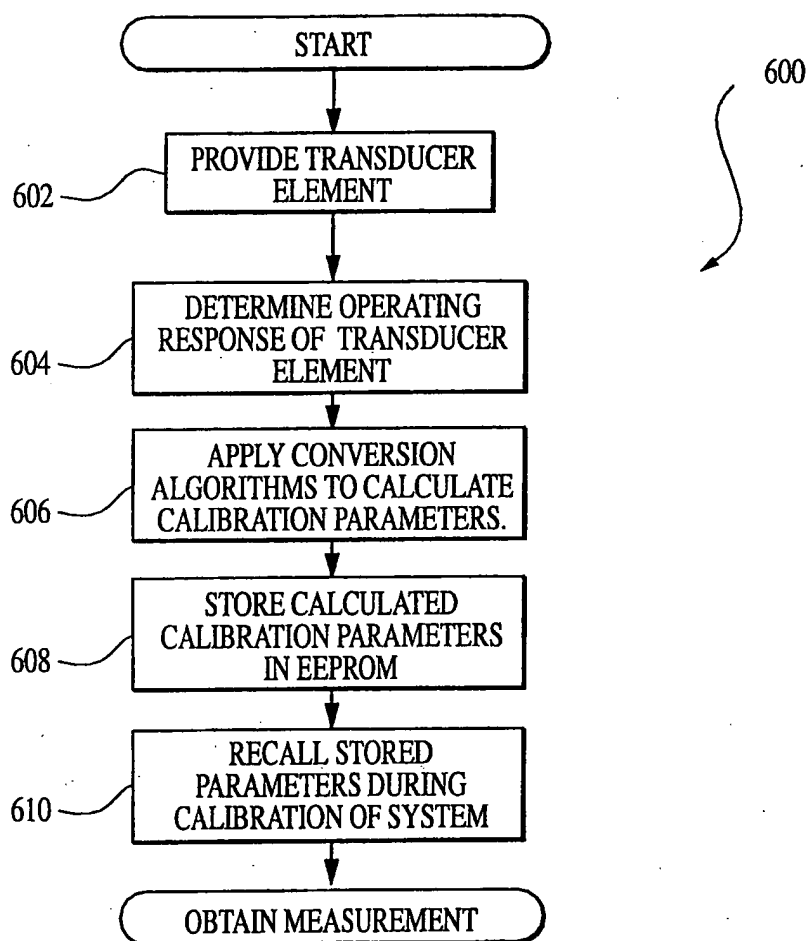 START
600
PROVIDE TRANSDUCER
ELEMENT
602
DETERMINE OPERATING
RESPONSE OF TRANSDUCER
ELEMENT
604
APPLY CONVERSION
ALGORITHMS TO CALCULATE
CALIBRATION PARAMETERS.
606
STORE CALCULATED
CALIBRATION PARAMETERS
IN EEPROM
608
RECALL STORED
PARAMETERS DURING
CALIBRATION OF SYSTEM
610
OBTAIN MEASUREMENT